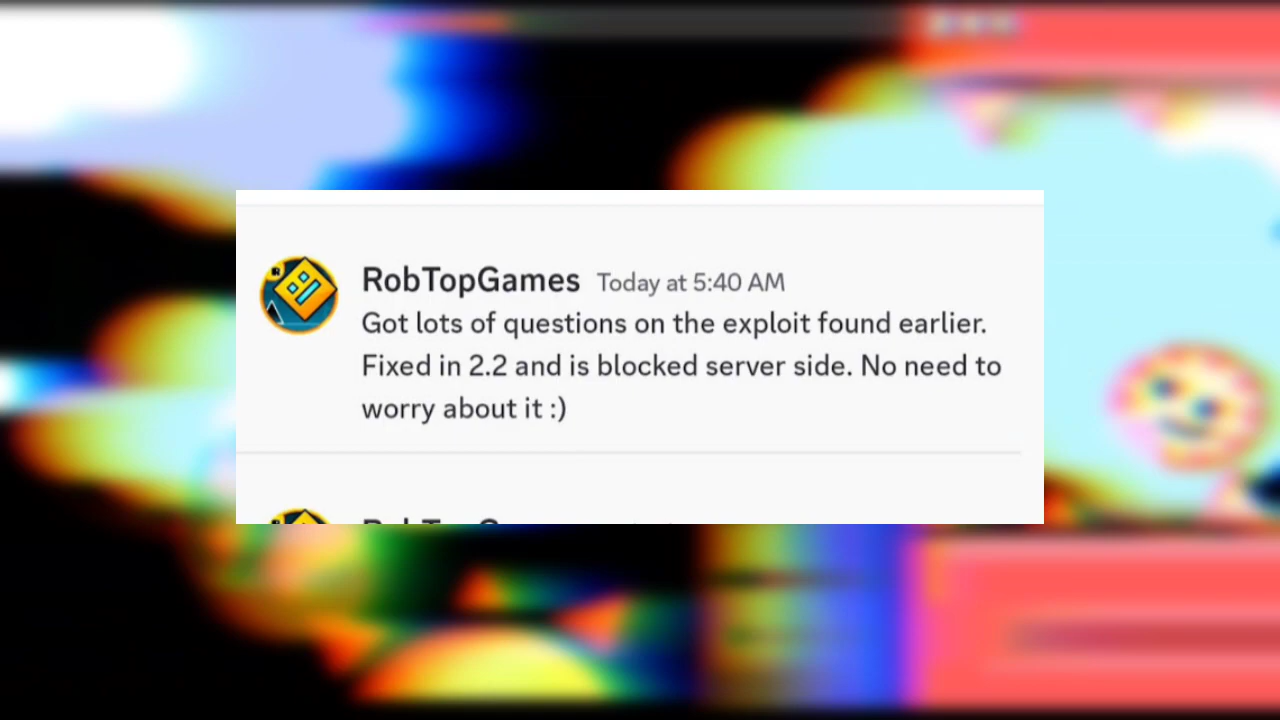 RobTopGames Today at 5:40 AM
Got lots of questions on the exploit found earlier.
Fixed in 2.2 and is blocked server side. No need to
worry about it :)